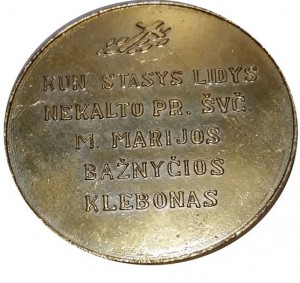 KUN STASYS LIDYS
NEKALTO PR. ŠVČ.
M. MARIJOS
BAŽNYČIOS
KLEBONAS